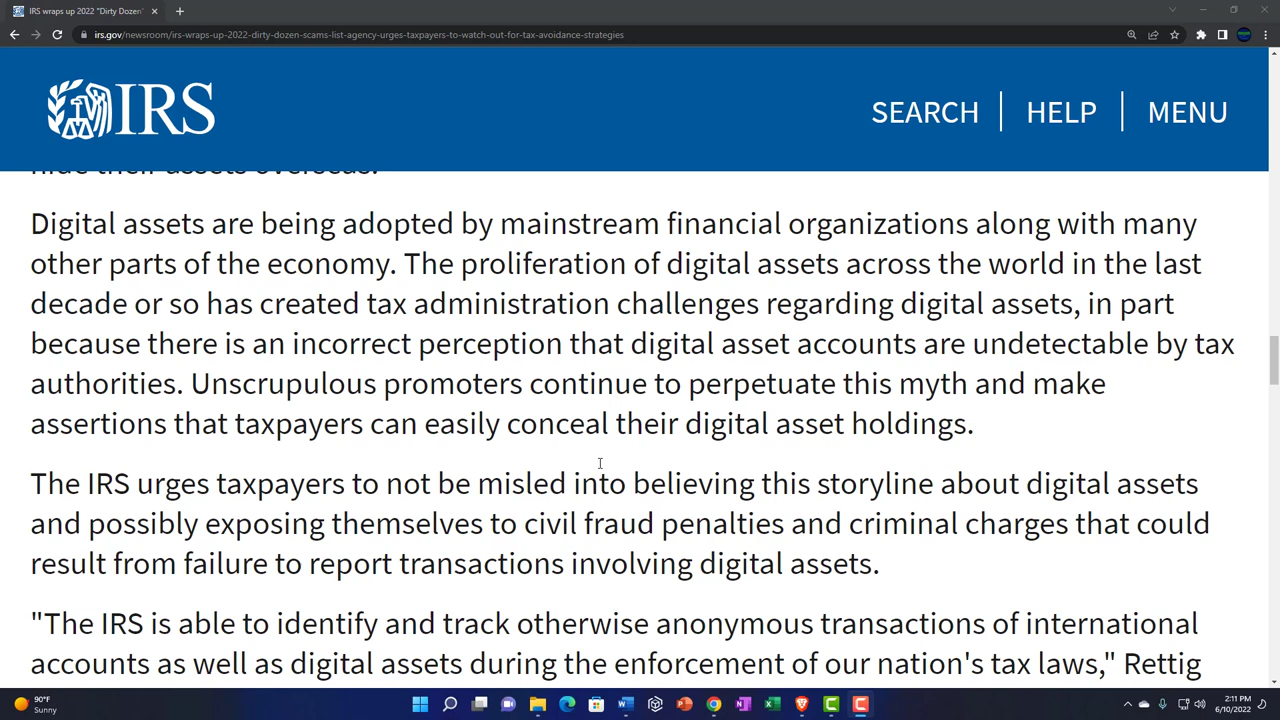 IRS wraps up 2022 "Dirty Dozen"
irs.gov/newsroom/irs-wraps-up-2022-dirty-dozen-scams-list-agency-urges-taxpayers-to-watch-out-for-tax-avoidance-strategies
IRS
SEARCH
HELP
MENU
hide their assets overseas.
Digital assets are being adopted by mainstream financial organizations along with many
other parts of the economy. The proliferation of digital assets across the world in the last
decade or so has created tax administration challenges regarding digital assets, in part
because there is an incorrect perception that digital asset accounts are undetectable by tax
authorities. Unscrupulous promoters continue to perpetuate this myth and make
assertions that taxpayers can easily conceal their digital asset holdings.
The IRS urges taxpayers to not be misled into believing this storyline about digital assets
and possibly exposing themselves to civil fraud penalties and criminal charges that could
result from failure to report transactions involving digital assets.
"The IRS is able to identify and track otherwise anonymous transactions of international
accounts as well as digital assets during the enforcement of our nation's tax laws," Rettig
90°F
Sunny
2:11 PM
6/10/2022